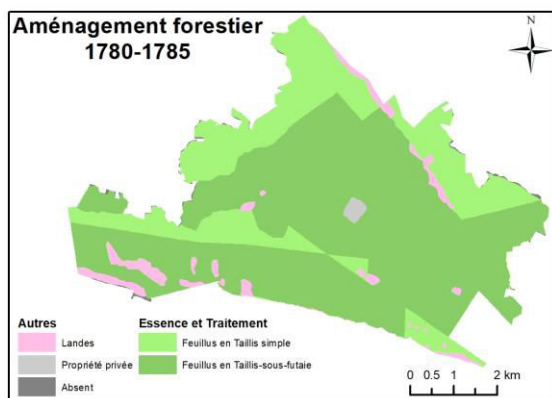 Aménagement forestier
1780-1785
N
Autres
Landes
Propriété privée
Absent
Essence et Traitement
Feuillus en Taillis simple
Feuillus en Taillis-sous-futaie
0 0.5 1 2 km